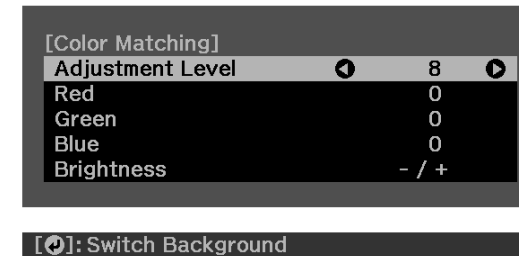 [Color Matching]
Adjustment Level 8
Red 0
Green 0
Blue 0
Brightness - / +
[↵]: Switch Background